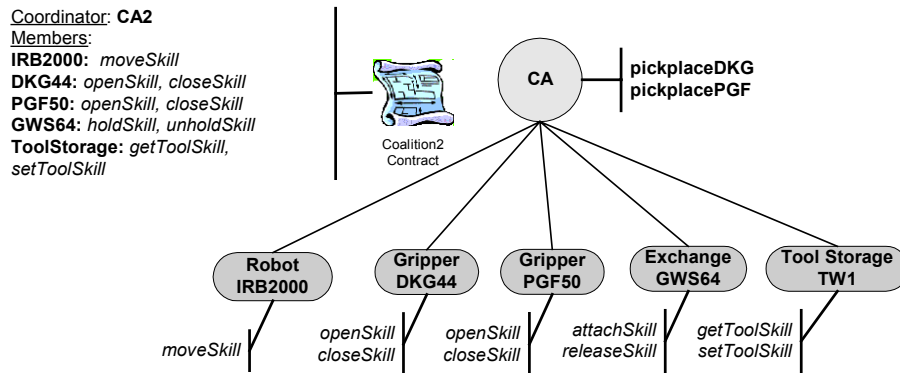 Coordinator: CA2
Members:
IRB2000: moveSkill
DKG44: openSkill, closeSkill
PGF50: openSkill, closeSkill
GWS64: holdSkill, unholdSkill
ToolStorage: getToolSkill,
setToolSkill
Coalition2
Contract
CA
pickplaceDKG
pickplacePGF
Robot
IRB2000
Gripper
DKG44
Gripper
PGF50
Exchange
GWS64
Tool Storage
TW1
moveSkill
openSkill
closeSkill
openSkill
closeSkill
attachSkill
releaseSkill
getToolSkill
setToolSkill